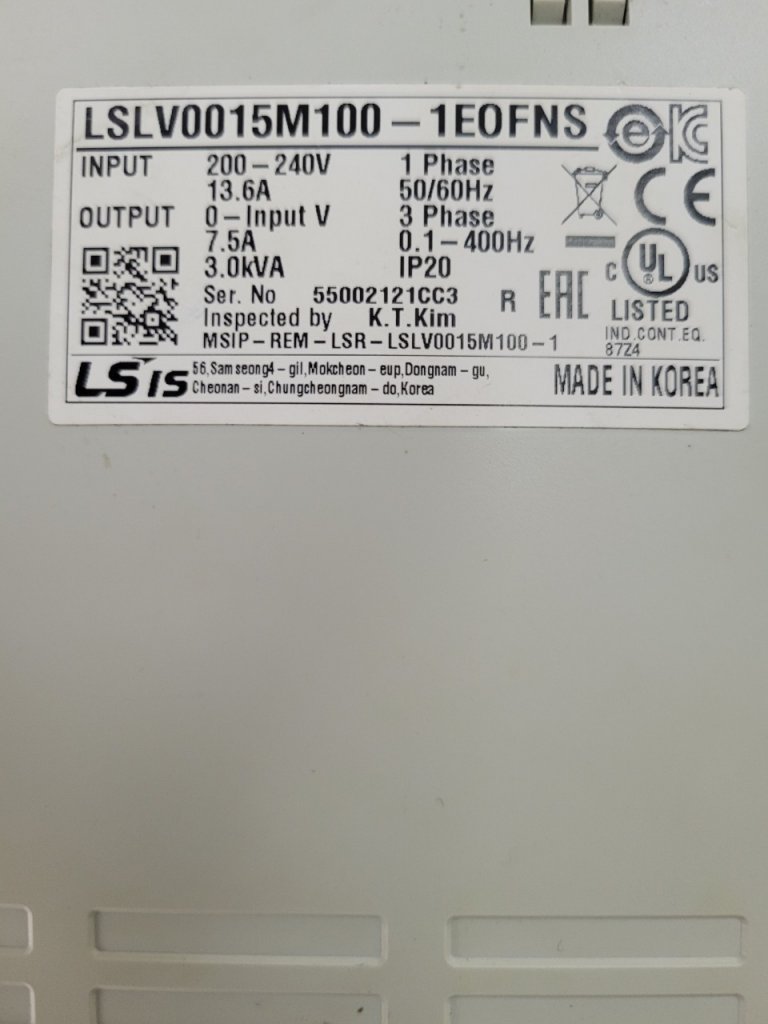 LSLV0015M100-1EOFNS
INPUT 200-240V 1 Phase
13.6A 50/60Hz
OUTPUT 0-Input V 3 Phase
7.5A 0.1-400Hz
3.0kVA IP20
Ser. No 55002121CC3
Inspected by K.T.Kim
MSIP-REM-LSR-LSLV0015M100-1
R EAC
e KC
CE
C UL ® US
LISTED
IND.CONT.EQ.
87Z4
LS IS
56,Samseong4-gil,Mokcheon-eup,Dongnam-gu,
Cheonan-si,Chungcheongnam-do,Korea
MADE IN KOREA